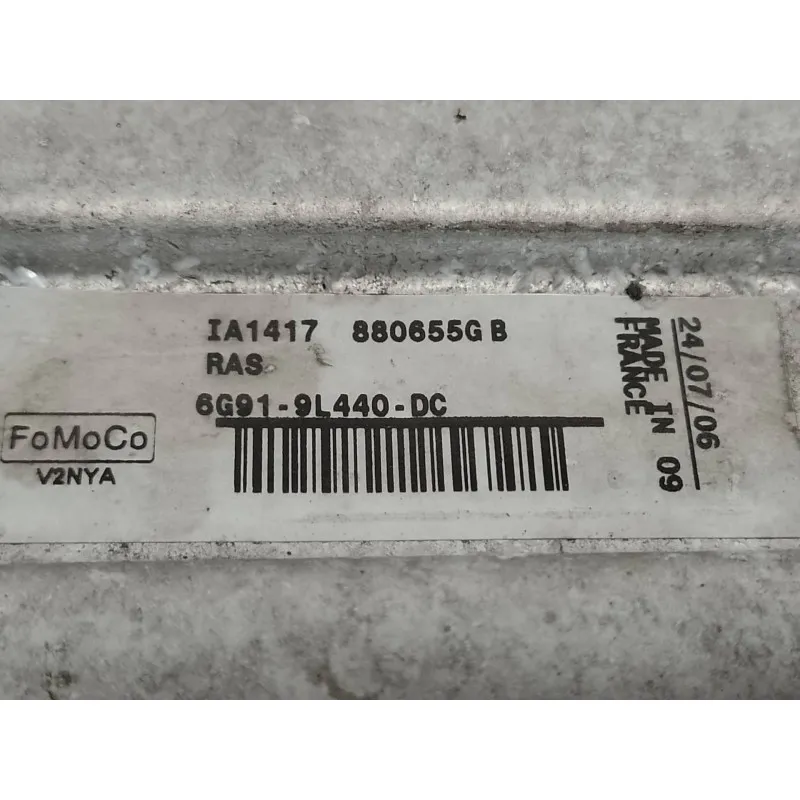 IA1417 880655G B
RAS
6G91-9L440-DC
FoMoCo
V2NYA
24/07/06 09
MADE IN
FRANCE